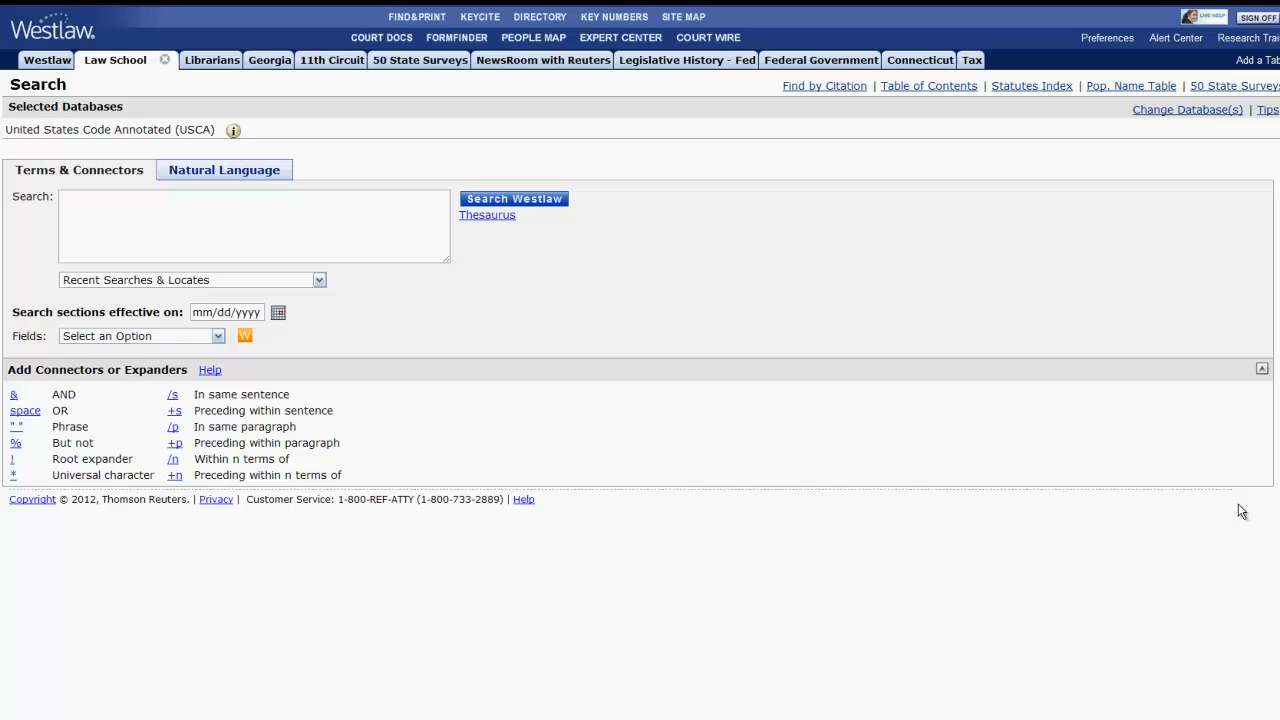 FIND&PRINT KEYCITE DIRECTORY KEY NUMBERS SITE MAP LIVE HELP SIGN OFF
Westlaw.
COURT DOCS FORMFINDER PEOPLE MAP EXPERT CENTER COURT WIRE Preferences Alert Center Research Trai
Westlaw Law School Librarians Georgia 11th Circuit 50 State Surveys NewsRoom with Reuters Legislative History - Fed Federal Government Connecticut Tax Add a Tab
Search Find by Citation | Table of Contents | Statutes Index | Pop. Name Table | 50 State Surveys
Selected Databases Change Database(s) | Tips
United States Code Annotated (USCA) i
Terms & Connectors Natural Language
Search: Search Westlaw
Thesaurus
Recent Searches & Locates
Search sections effective on: mm/dd/yyyy
Fields: Select an Option W
Add Connectors or Expanders Help
& AND /s In same sentence
space OR +s Preceding within sentence
" " Phrase /p In same paragraph
% But not +p Preceding within paragraph
! Root expander /n Within n terms of
* Universal character +n Preceding within n terms of
Copyright © 2012, Thomson Reuters. | Privacy | Customer Service: 1-800-REF-ATTY (1-800-733-2889) | Help